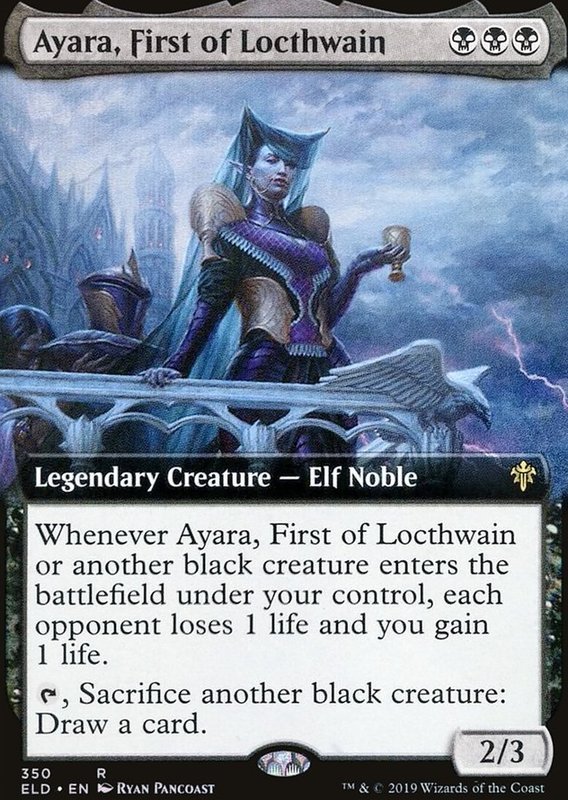 Ayara, First of Locthwain
Legendary Creature — Elf Noble
Whenever Ayara, First of Locthwain
or another black creature enters the
battlefield under your control, each
opponent loses 1 life and you gain
1 life.
, Sacrifice another black creature:
Draw a card.
2/3
350 R
ELD • EN Ryan Pancoast
™ & © 2019 Wizards of the Coast